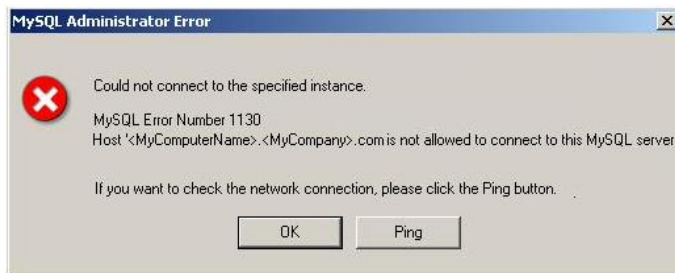 MySQL Administrator Error
Could not connect to the specified instance.
MySQL Error Number 1130
Host '<MyComputerName>.<MyCompany>.com is not allowed to connect to this MySQL server
If you want to check the network connection, please click the Ping button.
OK
Ping